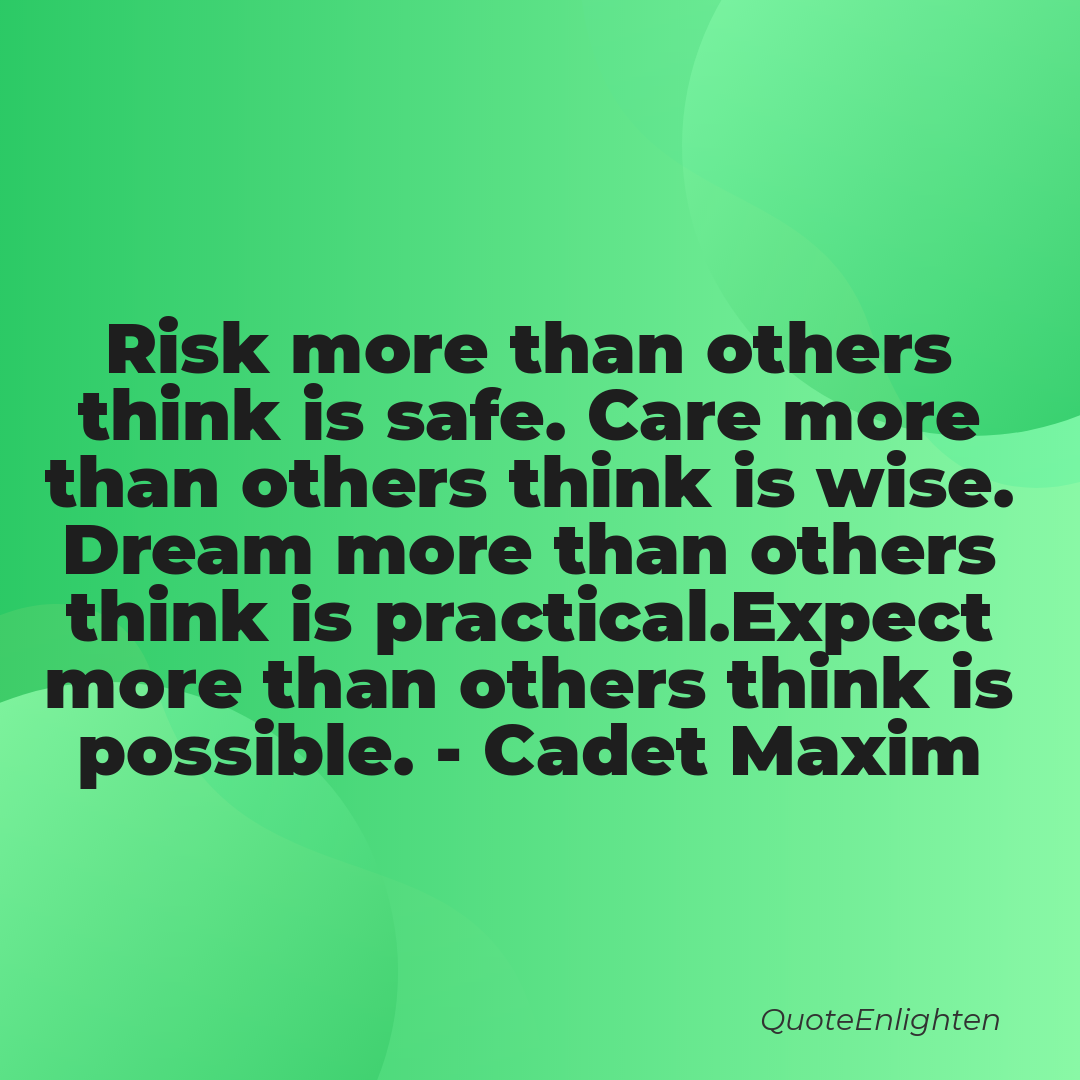 Risk more than others
think is safe. Care more
than others think is wise.
Dream more than others
think is practical.Expect
more than others think is
possible. - Cadet Maxim
QuoteEnlighten